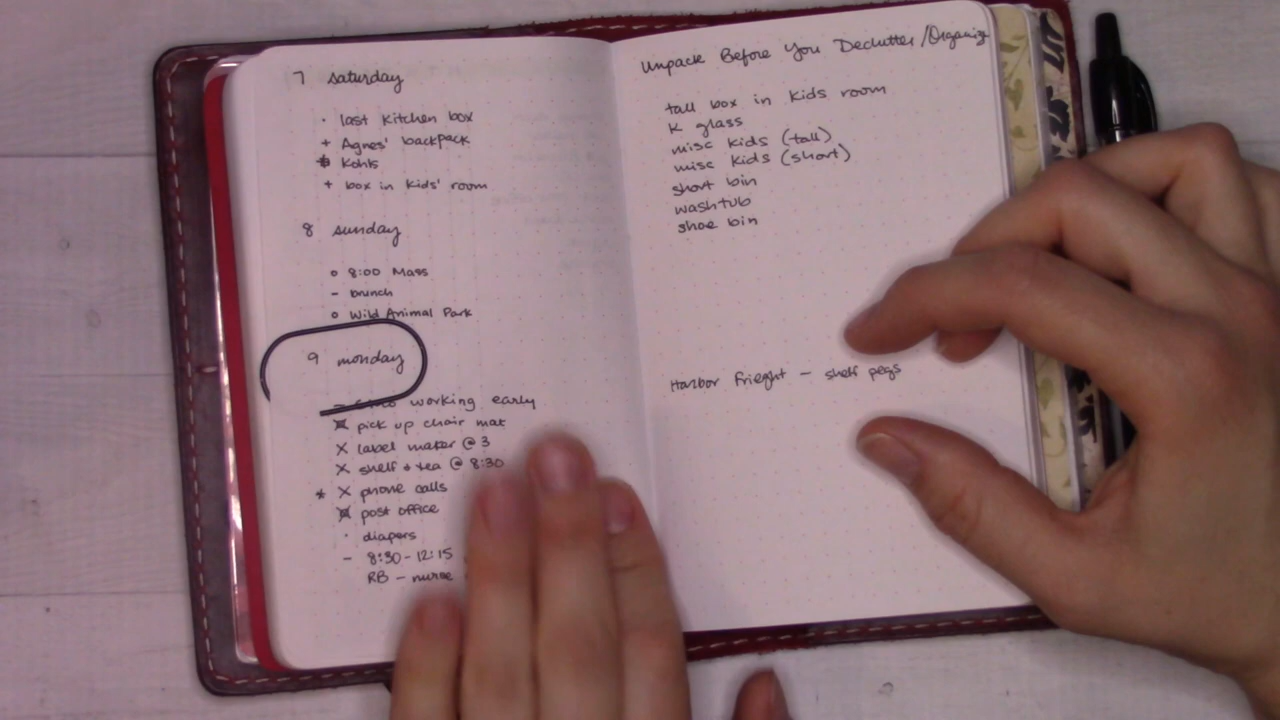 7 saturday
· last kitchen box
+ Agnes' backpack
Kohls
+ box in kids' room
8 sunday
o 8:00 Mass
– brunch
o Wild Animal Park
9 monday
working early
x pick up chair mat
X label maker @ 3
X shelf + tea @ 8:30
* X phone calls
x post office
· diapers
– 8:30 - 12:15
RB – nurse
Unpack Before You Declutter / Organize
tall box in kids room
K glass
misc kids (tall)
misc kids (short)
short bin
washtub
shoe bin
Harbor Frieght – shelf pegs